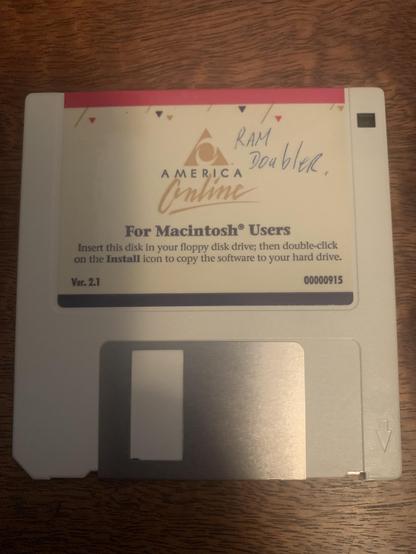 RAM
Doubler.
AMERICA
Online
For Macintosh® Users
Insert this disk in your floppy disk drive; then double-click
on the Install icon to copy the software to your hard drive.
Ver. 2.1 00000915